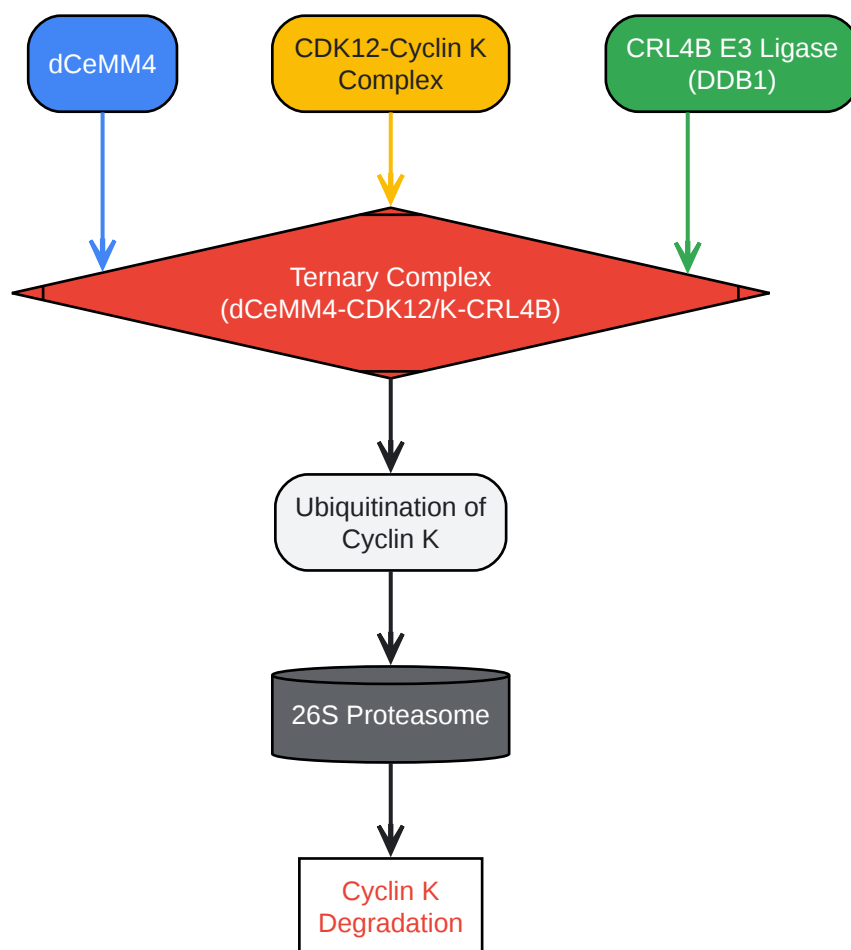 dCeMM4
CDK12-Cyclin K
Complex
CRL4B E3 Ligase
(DDB1)
Ternary Complex
(dCeMM4-CDK12/K-CRL4B)
Ubiquitination of
Cyclin K
26S Proteasome
Cyclin K
Degradation